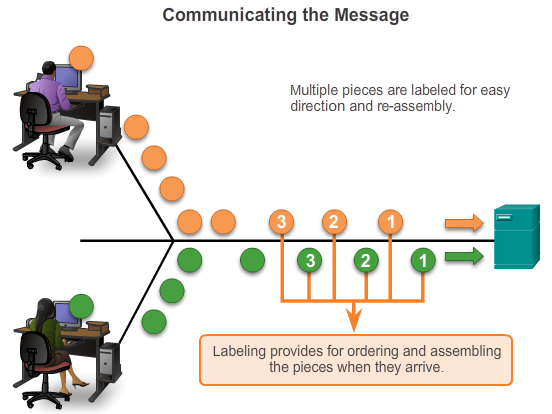 Communicating the Message
Multiple pieces are labeled for easy
direction and re-assembly.
3 2 1
3 2 1
Labeling provides for ordering and assembling
the pieces when they arrive.